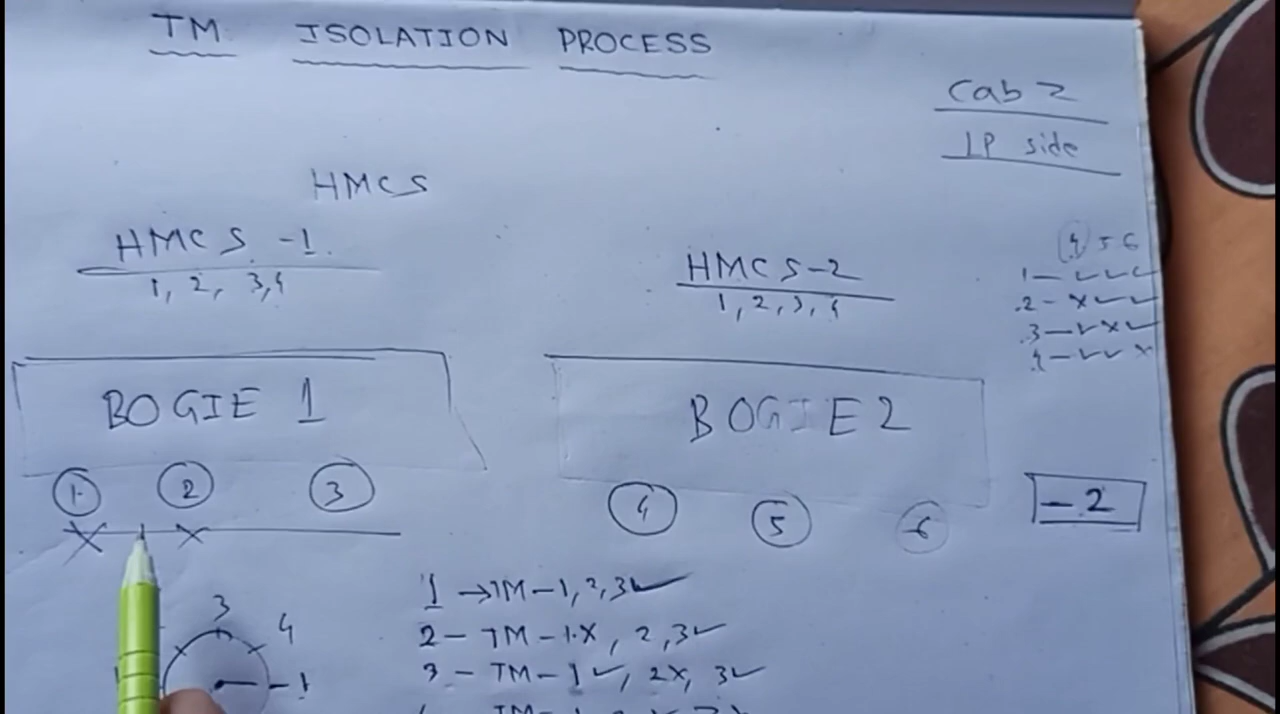 TM ISOLATION PROCESS
Cab 2
LP side
HMCS
HMCS -1
1, 2, 3,4
HMCS-2
1, 2, 3, 4
4 5 6
1 - ✓ ✓ ✓
2 - X ✓ ✓
3 - ✓ X ✓
4 - ✓ ✓ X
BOGIE 1
BOGIE 2
1 2 3
4 5 6
- 2
X X
1 → TM - 1, 2, 3 ✓
2 - TM - 1 X, 2, 3 ✓
3 - TM - 1 ✓, 2X, 3 ✓
3
4
-1